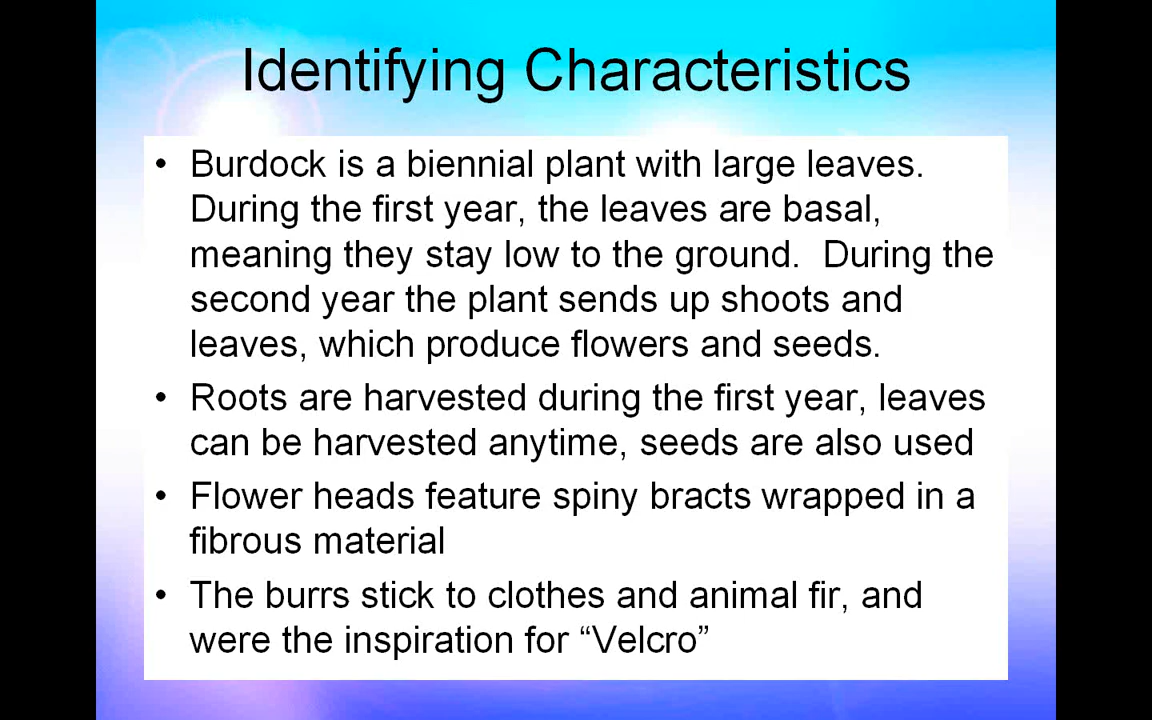 Identifying Characteristics
• Burdock is a biennial plant with large leaves.
During the first year, the leaves are basal,
meaning they stay low to the ground.  During the
second year the plant sends up shoots and
leaves, which produce flowers and seeds.
• Roots are harvested during the first year, leaves
can be harvested anytime, seeds are also used
• Flower heads feature spiny bracts wrapped in a
fibrous material
• The burrs stick to clothes and animal fir, and
were the inspiration for “Velcro”